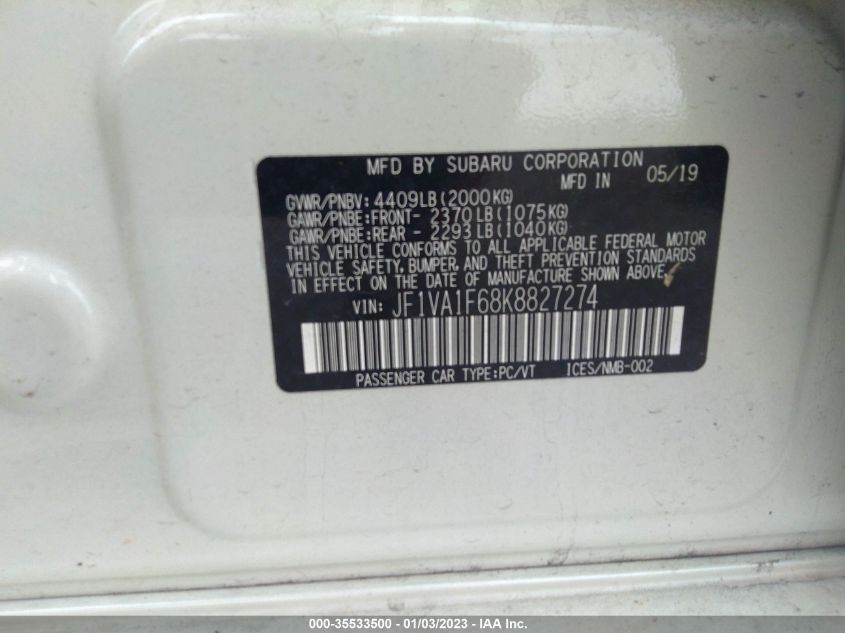 MFD BY SUBARU CORPORATION
MFD IN 05/19
GVWR/PNBV: 4409LB(2000KG)
GAWR/PNBE:FRONT- 2370LB(1075KG)
GAWR/PNBE:REAR - 2293LB(1040KG)
THIS VEHICLE CONFORMS TO ALL APPLICABLE FEDERAL MOTOR
VEHICLE SAFETY, BUMPER, AND THEFT PREVENTION STANDARDS
IN EFFECT ON THE DATE OF MANUFACTURE SHOWN ABOVE.
VIN: JF1VA1F68K8827274
PASSENGER CAR TYPE:PC/VT ICES/NMB-002
000-35533500 - 01/03/2023 - IAA Inc.